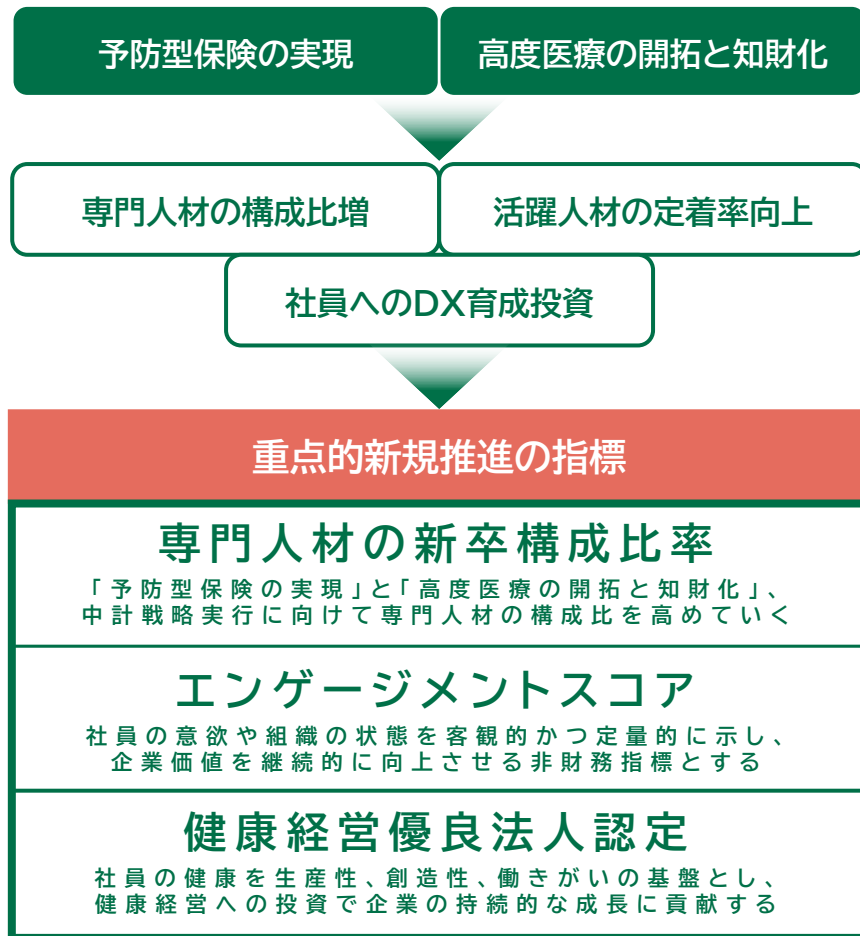 予防型保険の実現
高度医療の開拓と知財化
専門人材の構成比増
活躍人材の定着率向上
社員へのDX育成投資
重点的新規推進の指標
専門人材の新卒構成比率
「予防型保険の実現」と「高度医療の開拓と知財化」、
中計戦略実行に向けて専門人材の構成比を高めていく
エンゲージメントスコア
社員の意欲や組織の状態を客観的かつ定量的に示し、
企業価値を継続的に向上させる非財務指標とする
健康経営優良法人認定
社員の健康を生産性、創造性、働きがいの基盤とし、
健康経営への投資で企業の持続的な成長に貢献する